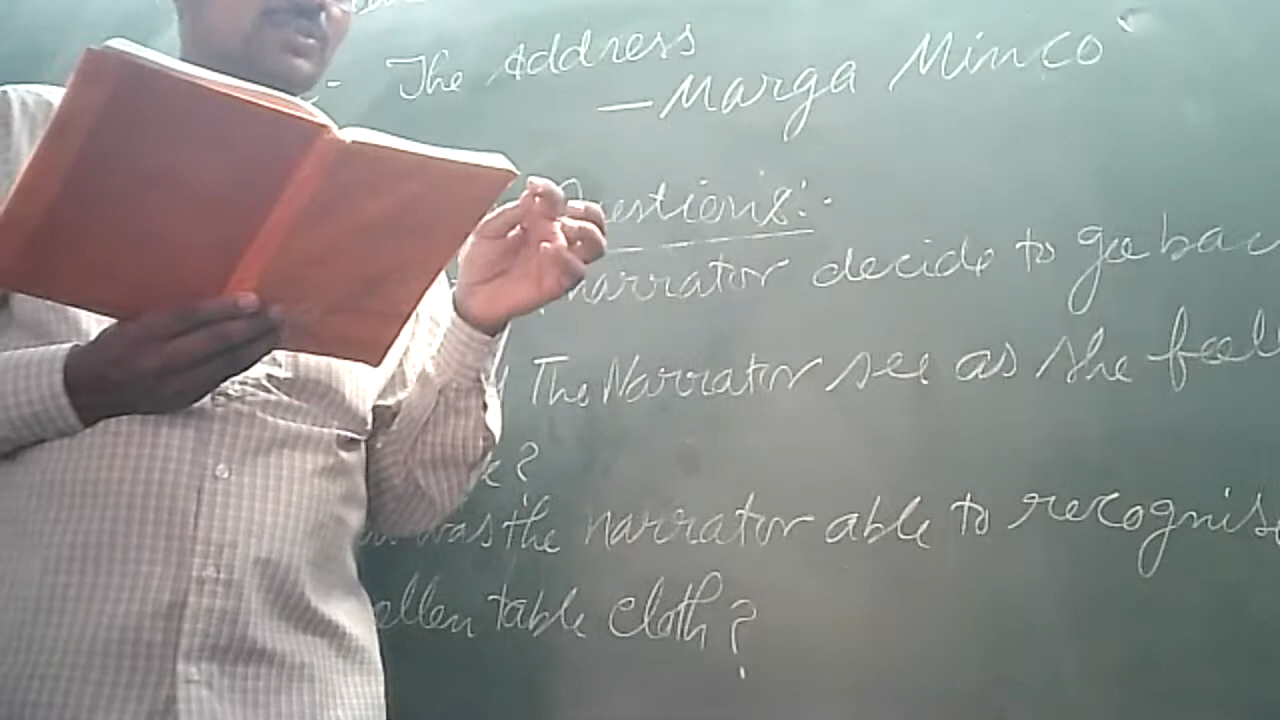 The Address
— Marga Minco
Questions:-
narrator decide to go bac
The Narrator see as she feel
?
was the narrator able to recognise
ollen table cloth?